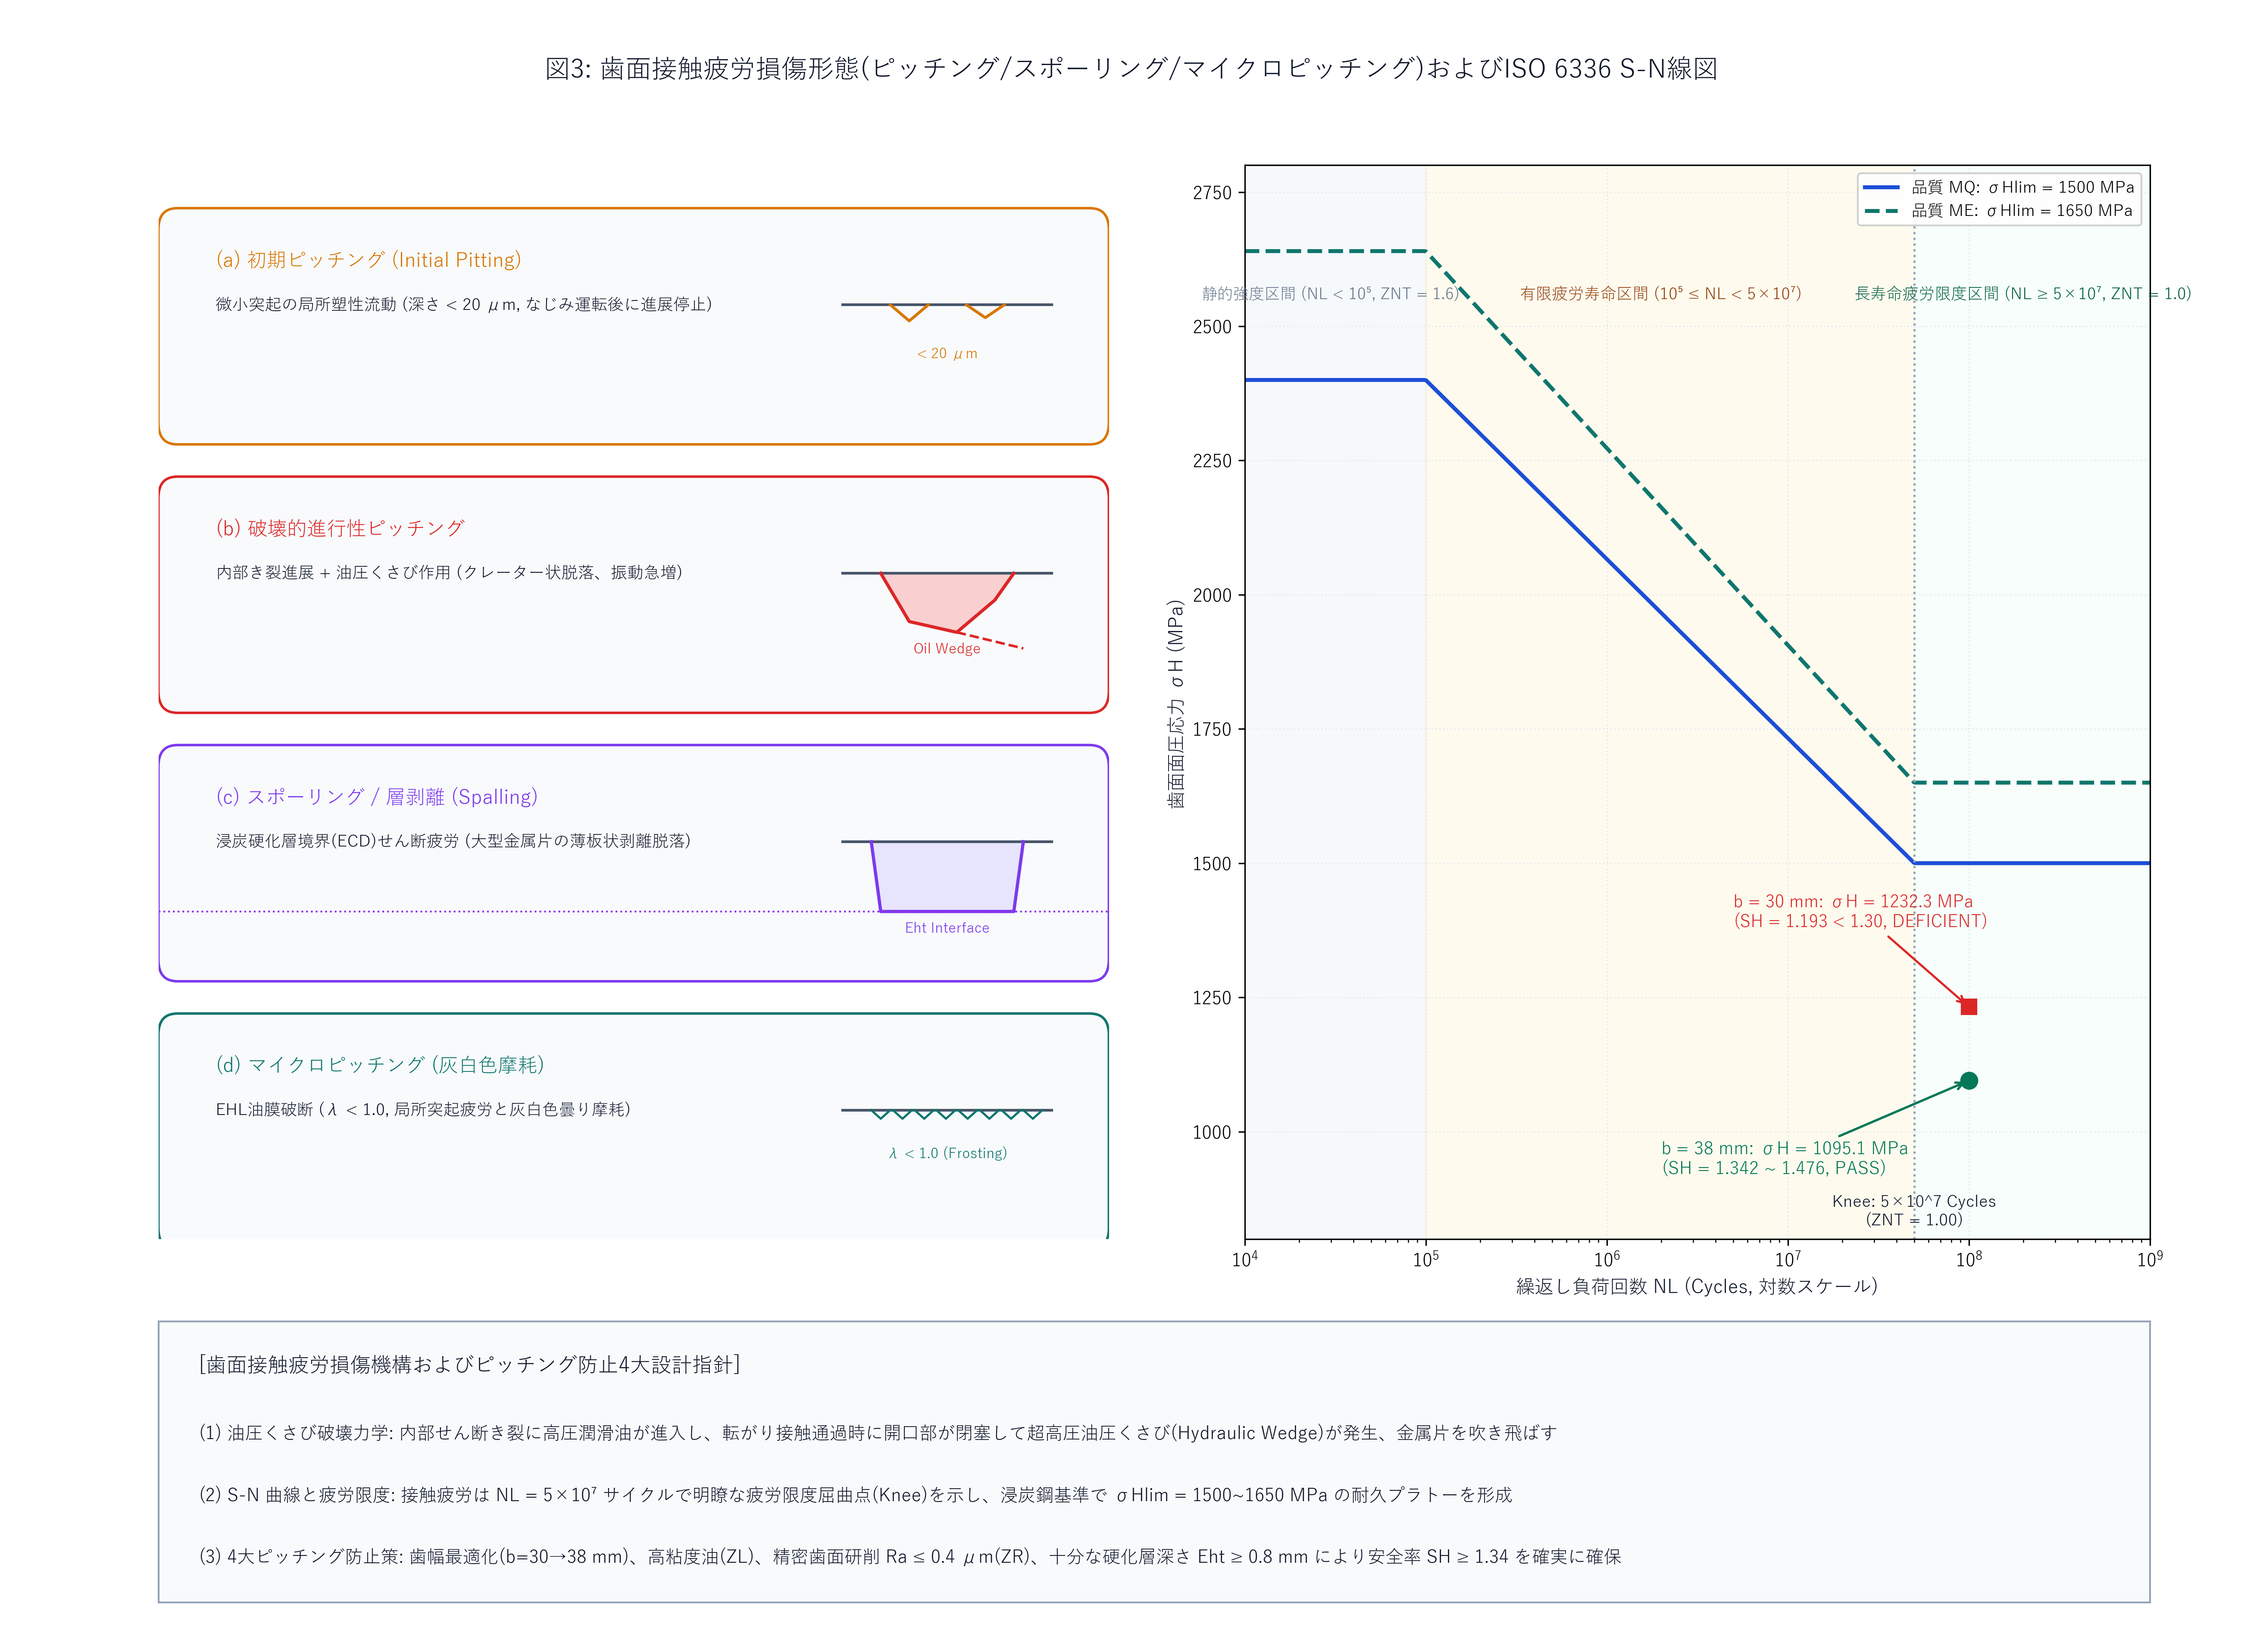 図3: 歯面接触疲労損傷形態(ピッチング/スポーリング/マイクロピッチング)およびISO 6336 S-N線図
(a) 初期ピッチング (Initial Pitting)
微小突起の局所塑性流動 (深さ < 20 μm, なじみ運転後に進展停止)
< 20 μm
(b) 破壊的進行性ピッチング
内部き裂進展 + 油圧くさび作用 (クレーター状脱落、振動急増)
Oil Wedge
(c) スポーリング / 層剥離 (Spalling)
浸炭硬化層境界(ECD)せん断疲労 (大型金属片の薄板状剥離脱落)
Eht Interface
(d) マイクロピッチング (灰白色摩耗)
EHL油膜破断 (λ < 1.0, 局所突起疲労と灰白色曇り摩耗)
λ < 1.0 (Frosting)
品質 MQ: σHlim = 1500 MPa
品質 ME: σHlim = 1650 MPa
静的強度区間 (NL < 10⁵, ZNT = 1.6)
有限疲労寿命区間 (10⁵ ≤ NL < 5×10⁷)
長寿命疲労限度区間 (NL ≥ 5×10⁷, ZNT = 1.0)
2750
2500
2250
2000
1750
1500
1250
1000
歯面面圧応力 σH (MPa)
b = 30 mm: σH = 1232.3 MPa
(SH = 1.193 < 1.30, DEFICIENT)
b = 38 mm: σH = 1095.1 MPa
(SH = 1.342 ~ 1.476, PASS)
Knee: 5×10^7 Cycles
(ZNT = 1.00)
10⁴ 10⁵ 10⁶ 10⁷ 10⁸ 10⁹
繰返し負荷回数 NL (Cycles, 対数スケール)
[歯面接触疲労損傷機構およびピッチング防止4大設計指針]
(1) 油圧くさび破壊力学: 内部せん断き裂に高圧潤滑油が進入し、転がり接触通過時に開口部が閉塞して超高圧油圧くさび(Hydraulic Wedge)が発生、金属片を吹き飛ばす
(2) S-N 曲線と疲労限度: 接触疲労は NL = 5×10⁷ サイクルで明瞭な疲労限度屈曲点(Knee)を示し、浸炭鋼基準で σHlim = 1500~1650 MPa の耐久プラトーを形成
(3) 4大ピッチング防止策: 歯幅最適化(b=30→38 mm)、高粘度油(ZL)、精密歯面研削 Ra ≤ 0.4 μm(ZR)、十分な硬化層深さ Eht ≥ 0.8 mm により安全率 SH ≥ 1.34 を確実に確保